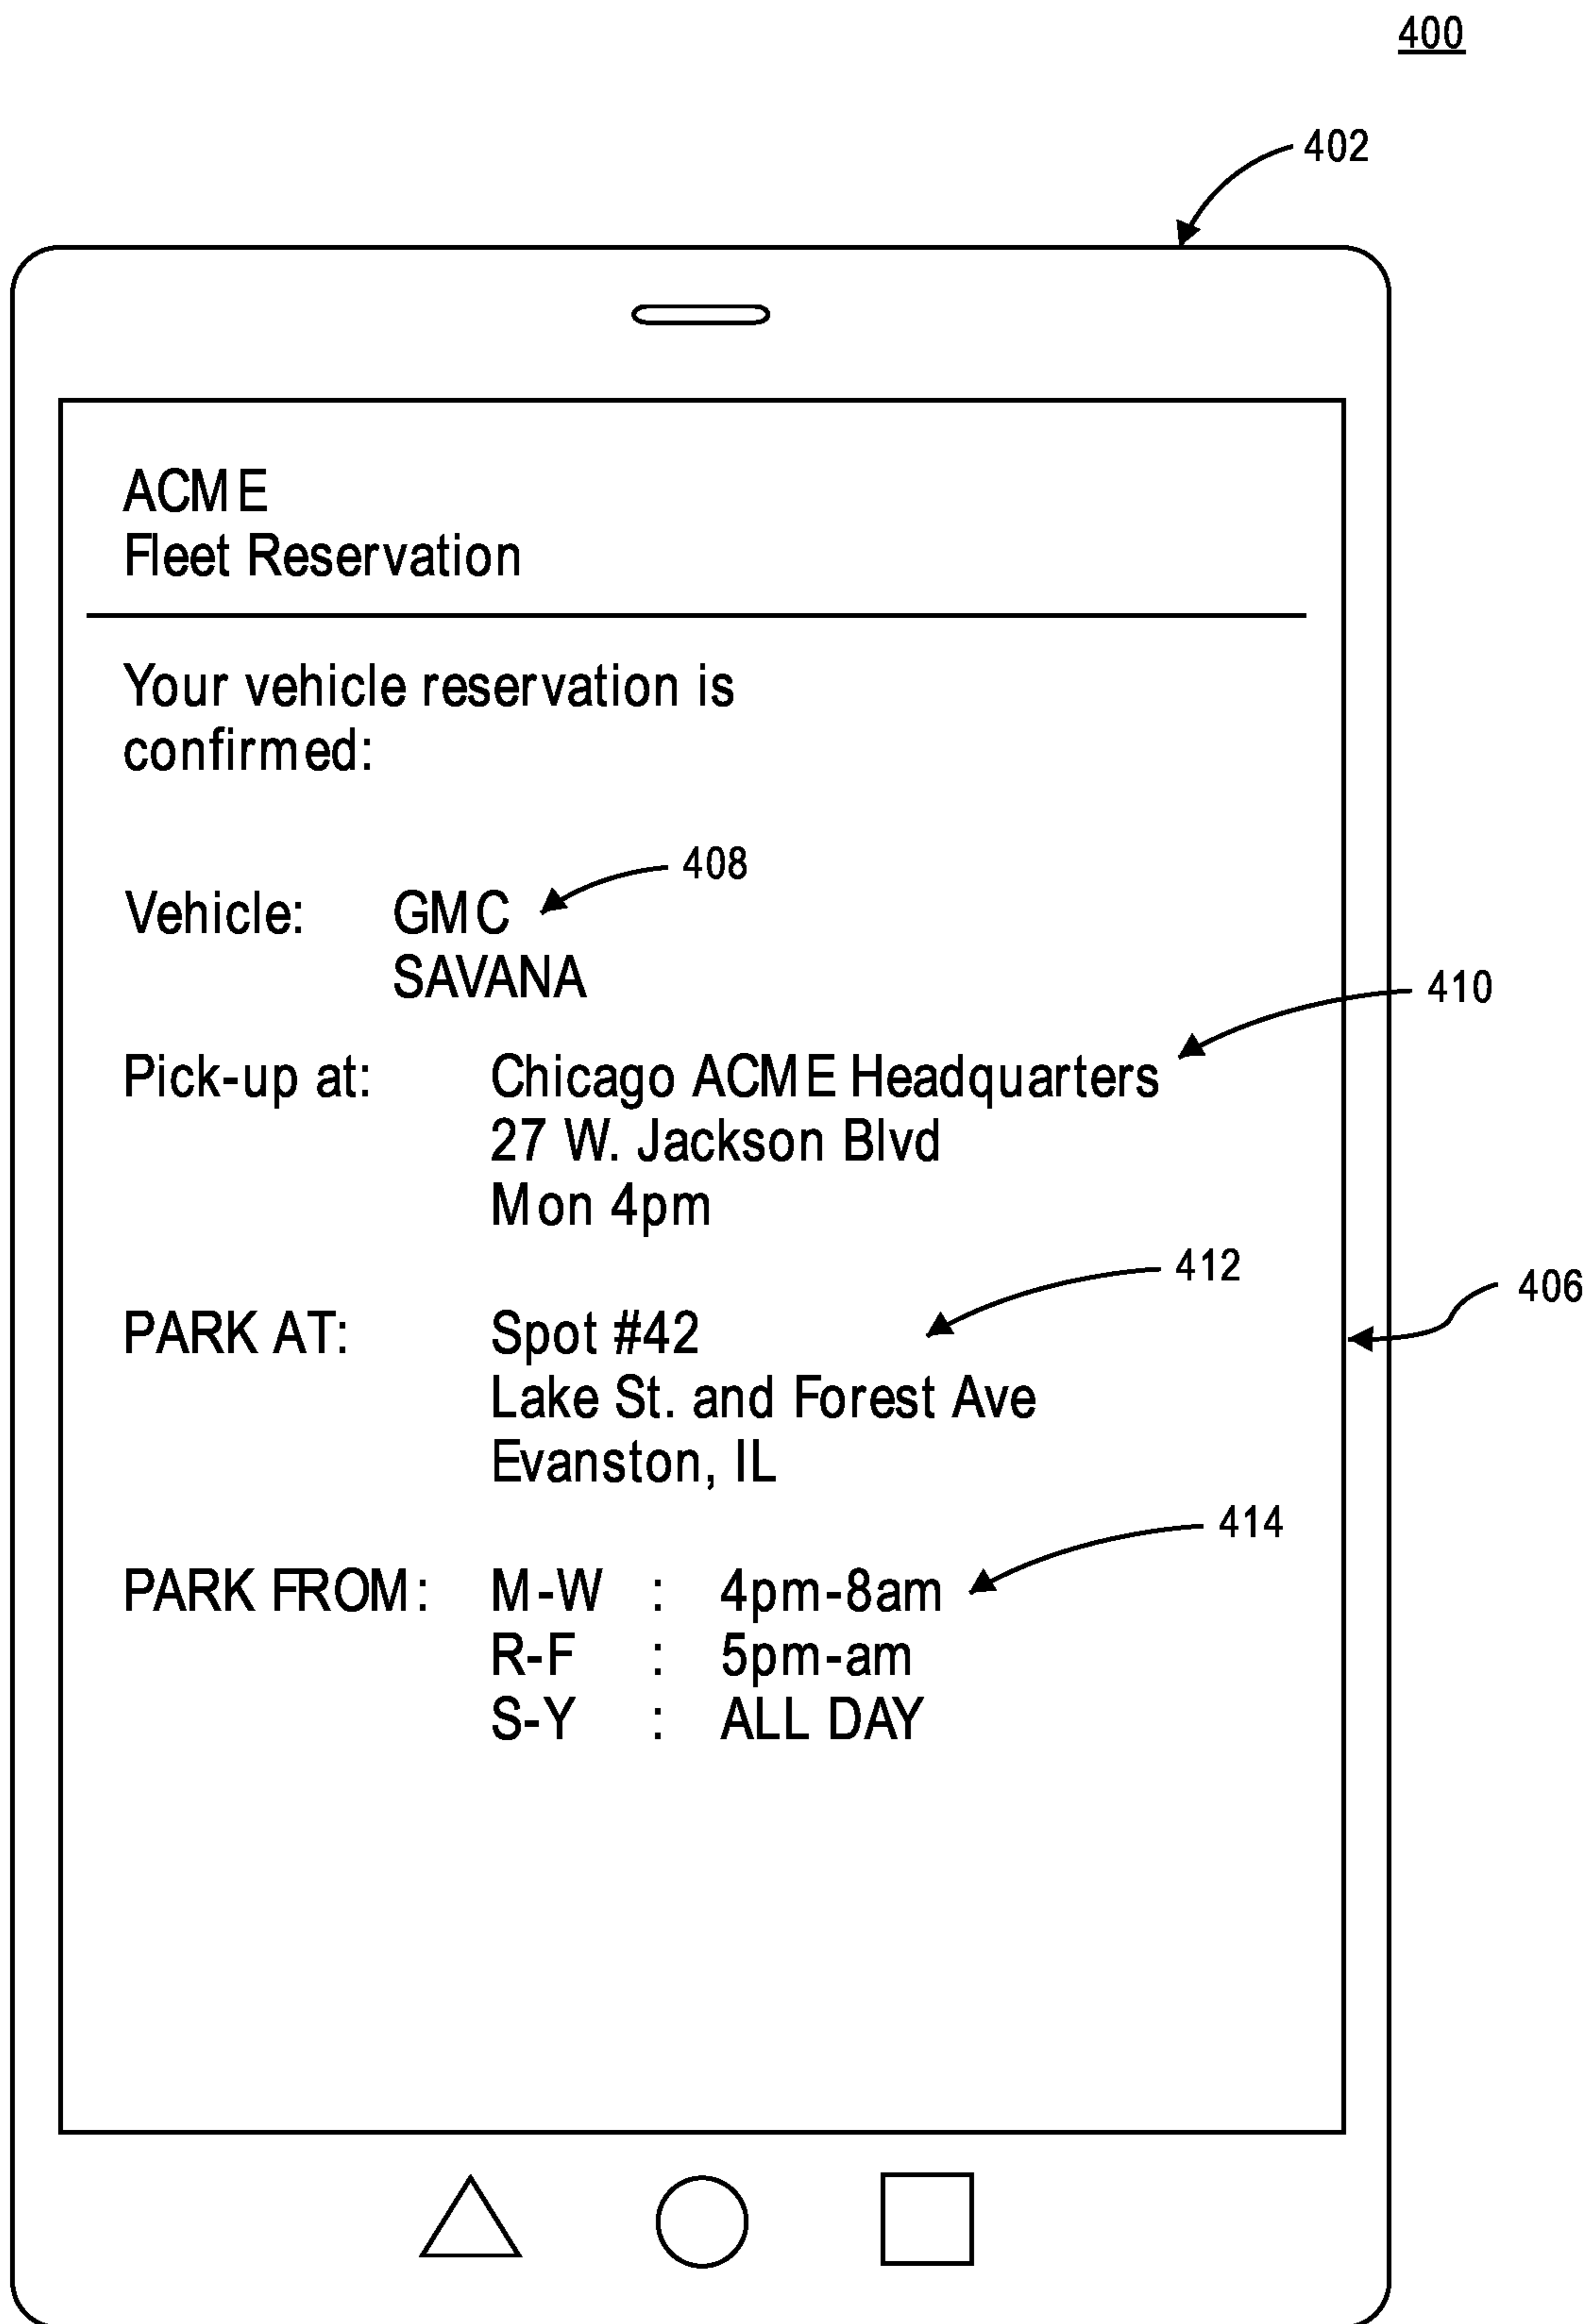 400
402
ACME
Fleet Reservation
Your vehicle reservation is
confirmed:
408
Vehicle: GMC
SAVANA
410
Pick-up at: Chicago ACME Headquarters
27 W. Jackson Blvd
Mon 4pm
412
406
PARK AT: Spot #42
Lake St. and Forest Ave
Evanston, IL
414
PARK FROM: M-W : 4pm-8am
R-F : 5pm-am
S-Y : ALL DAY